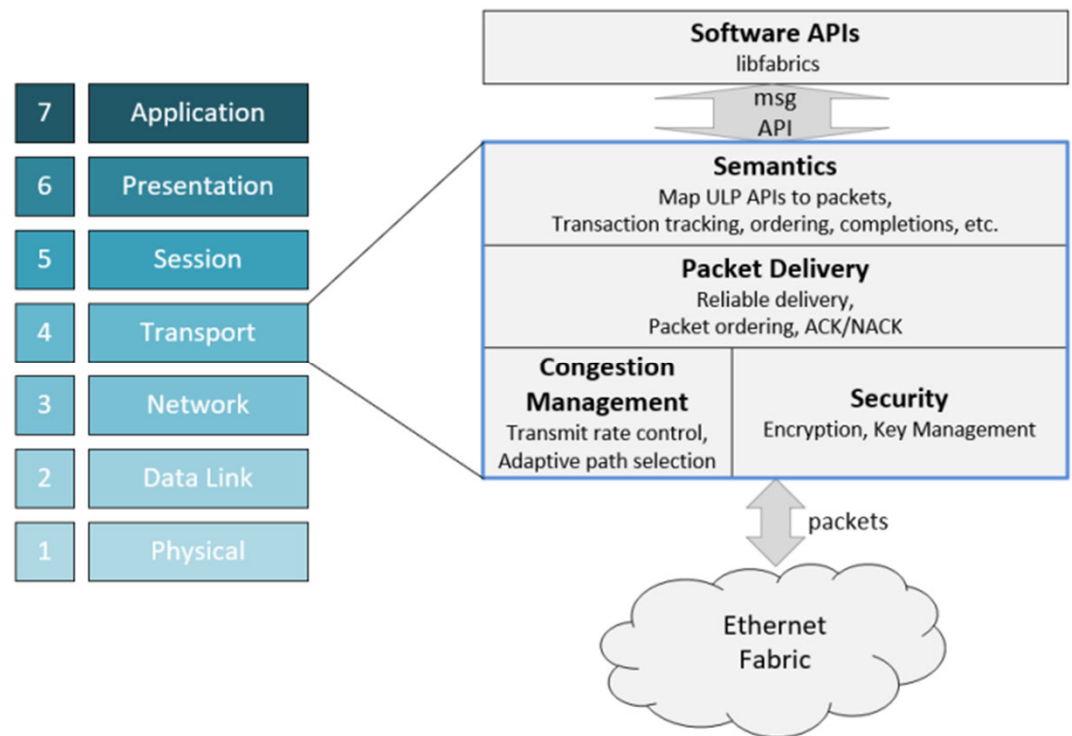 7 Application
6 Presentation
5 Session
4 Transport
3 Network
2 Data Link
1 Physical
Software APIs
libfabrics
msg
API
Semantics
Map ULP APIs to packets,
Transaction tracking, ordering, completions, etc.
Packet Delivery
Reliable delivery,
Packet ordering, ACK/NACK
Congestion
Management
Transmit rate control,
Adaptive path selection
Security
Encryption, Key Management
packets
Ethernet
Fabric